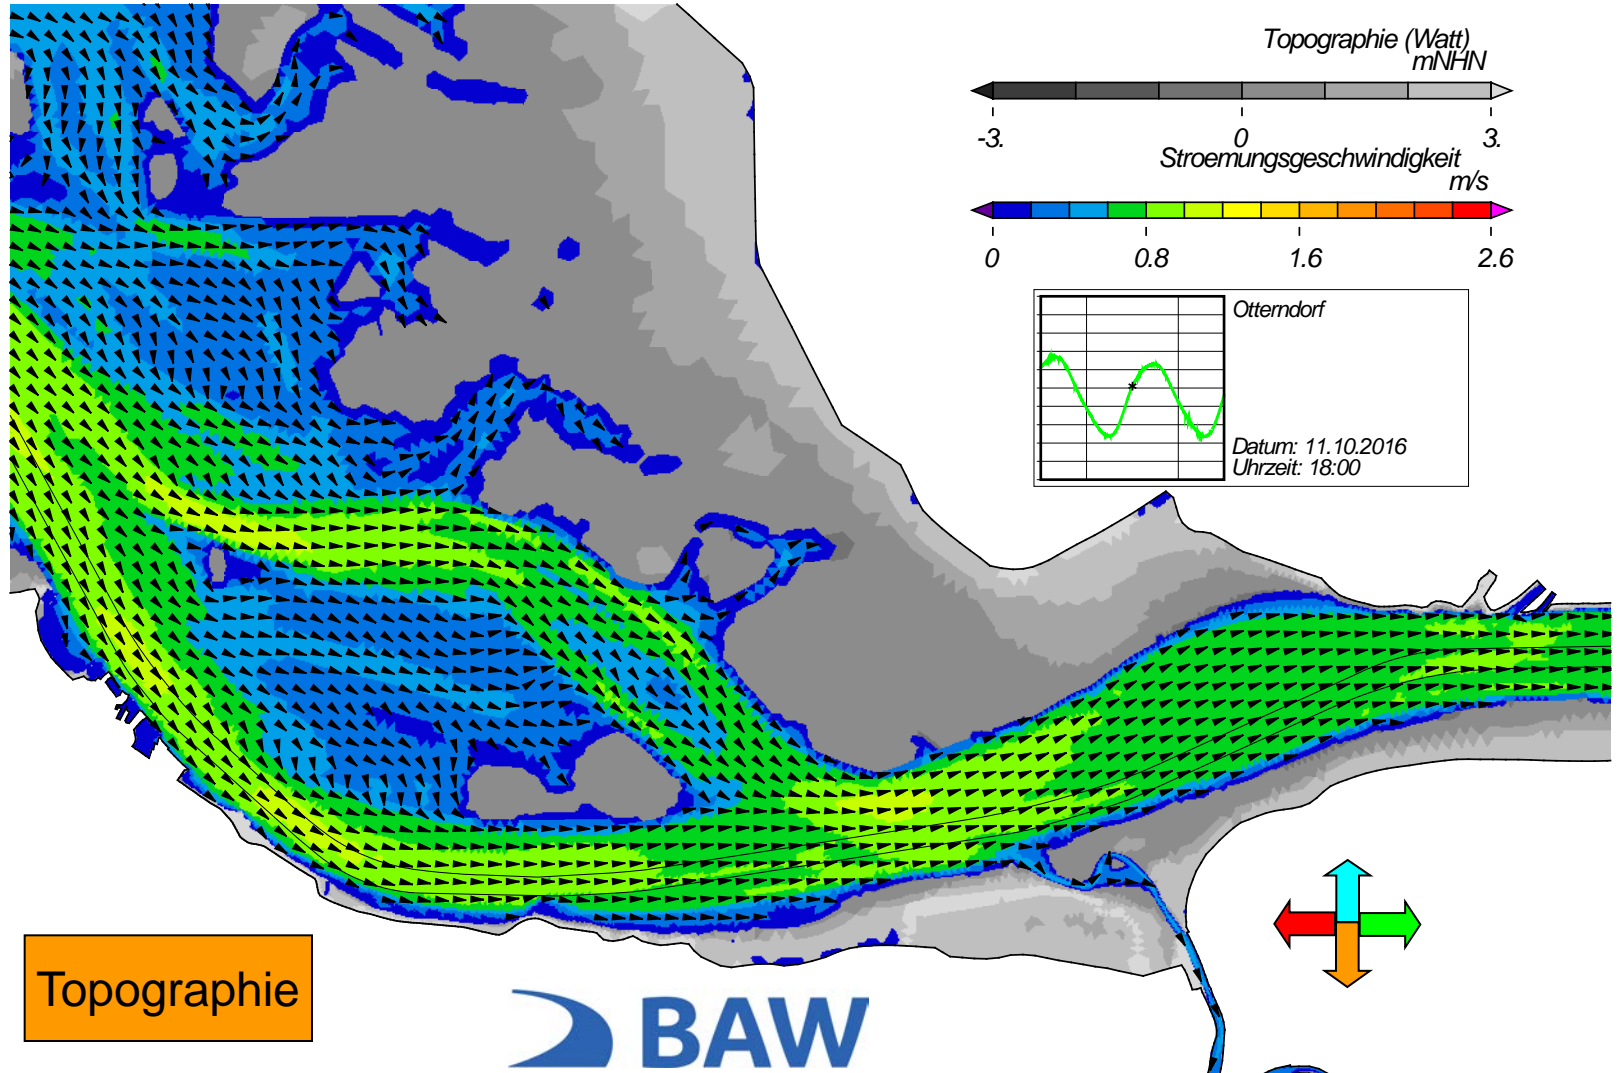 Topographie (Watt)
mNHN
-3. 0 3.
Stroemungsgeschwindigkeit
m/s
0 0.8 1.6 2.6
Otterndorf
Datum: 11.10.2016
Uhrzeit: 18:00
Topographie
BAW